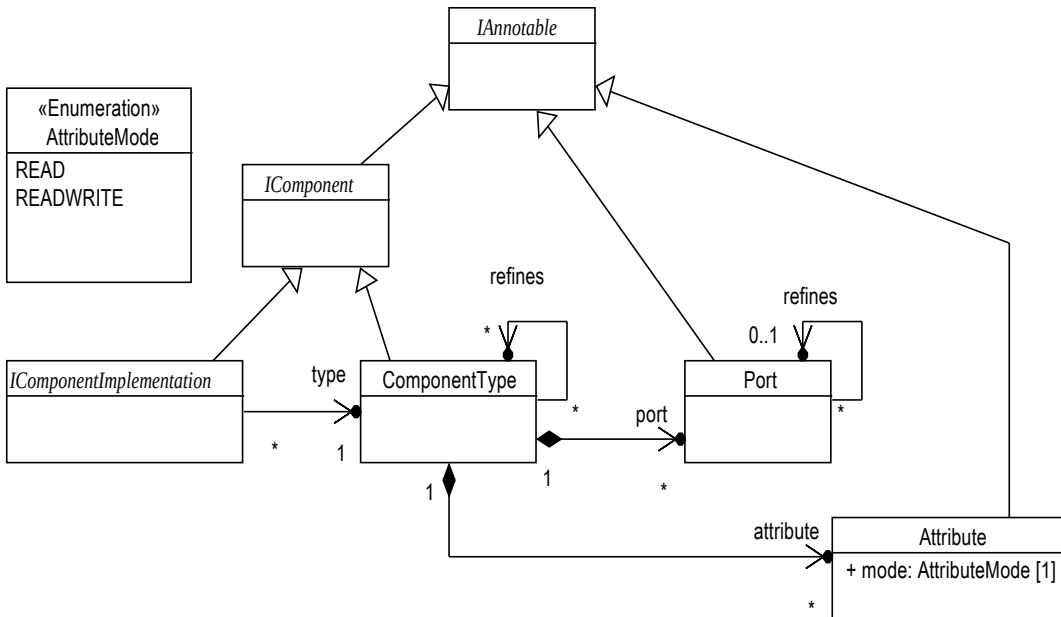 IAnnotable
«Enumeration»
AttributeMode
READ
READWRITE
IComponent
refines
*
refines
0..1
IComponentImplementation
type
ComponentType
Port
*
1
*
port
*
1
*
1
attribute
*
Attribute
+ mode: AttributeMode [1]